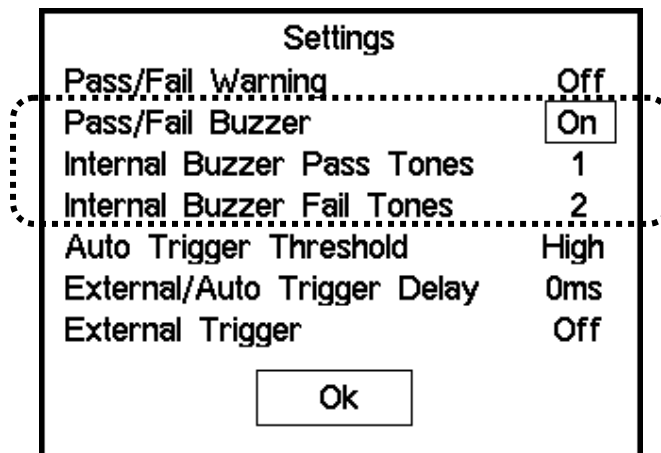 Settings
Pass/Fail Warning Off
Pass/Fail Buzzer On
Internal Buzzer Pass Tones 1
Internal Buzzer Fail Tones 2
Auto Trigger Threshold High
External/Auto Trigger Delay 0ms
External Trigger Off
Ok